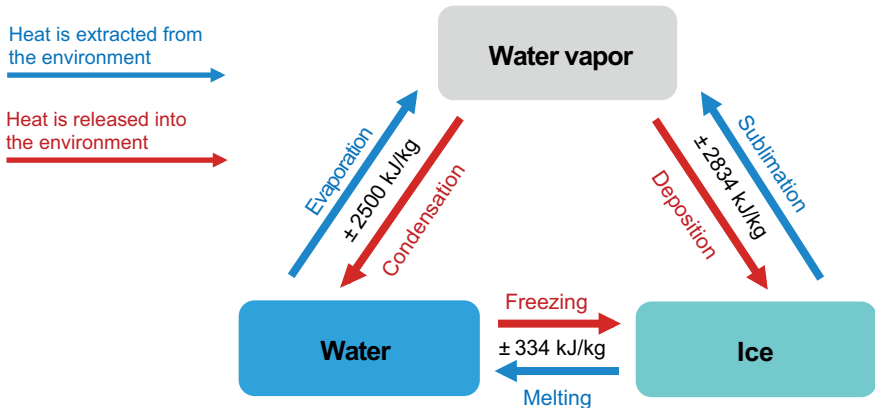 Heat is extracted from
the environment
Heat is released into
the environment
Water vapor
Evaporation
± 2500 kJ/kg
Condensation
Sublimation
± 2834 kJ/kg
Deposition
Water
Freezing
± 334 kJ/kg
Melting
Ice